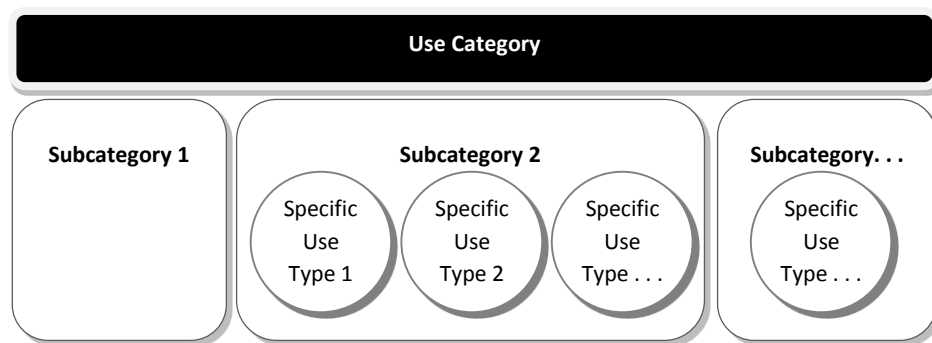 Use Category
Subcategory 1
Subcategory 2
Subcategory. . .
Specific
Use
Type 1
Specific
Use
Type 2
Specific
Use
Type . . .
Specific
Use
Type . . .